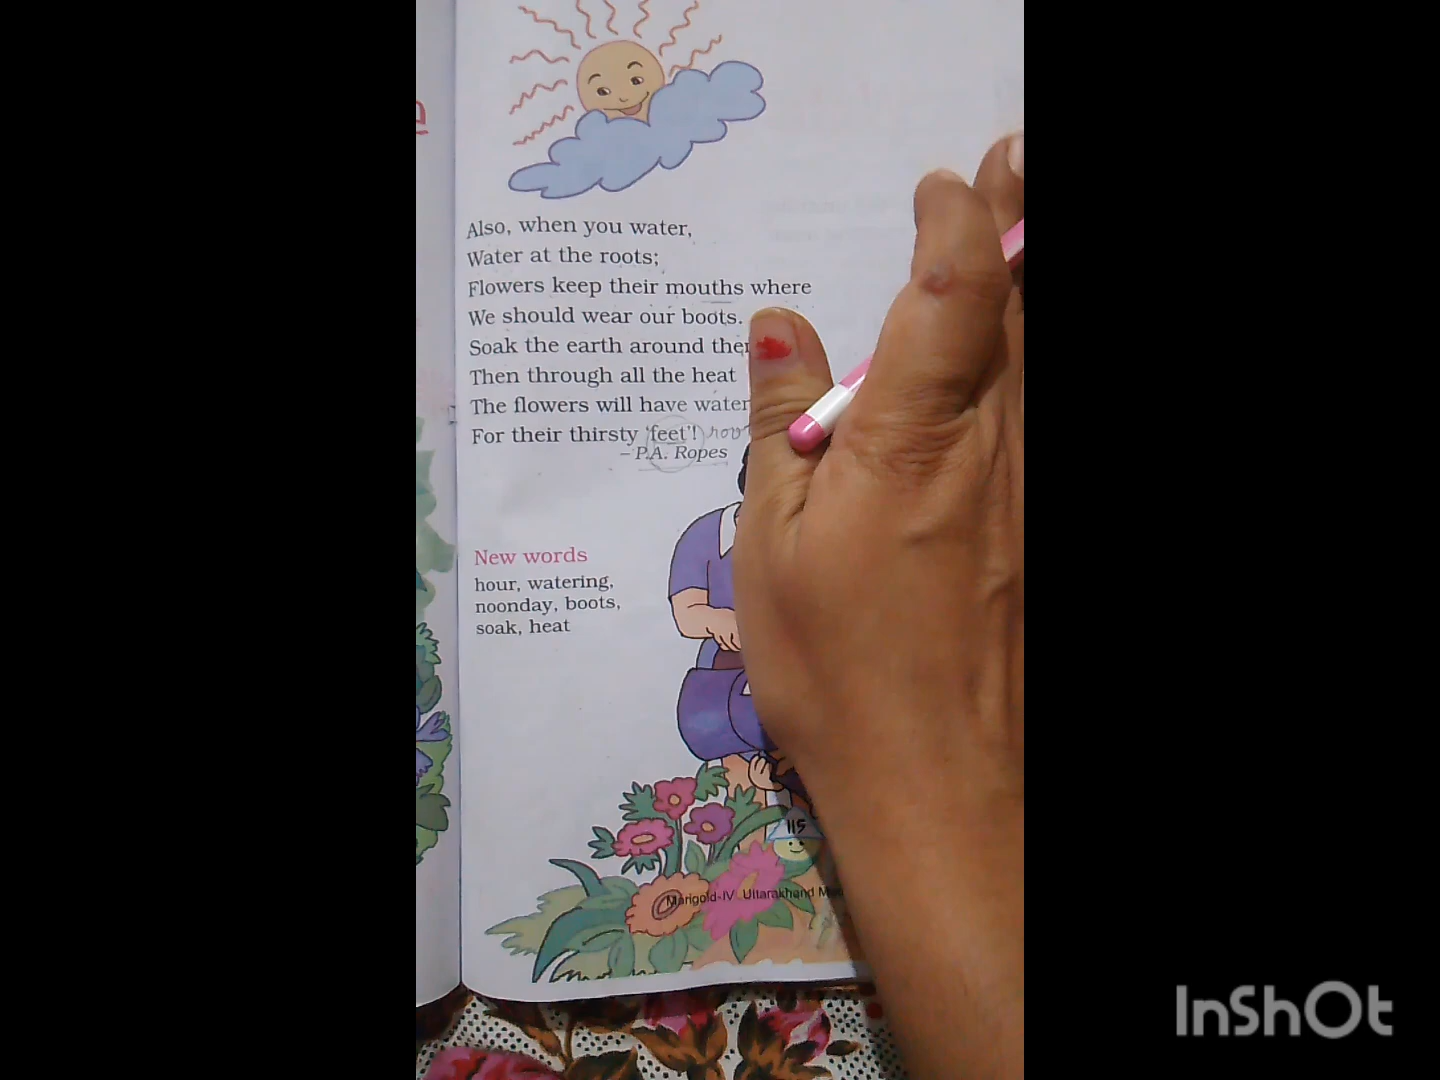 Also, when you water,
Water at the roots;
Flowers keep their mouths where
We should wear our boots.
Soak the earth around
Then through all the heat
The flowers will have water
For their thirsty 'feet'!
– P.A. Ropes
New words
hour, watering,
noonday, boots,
soak, heat
115
Marigold-IV Uttarakhand
InShOt